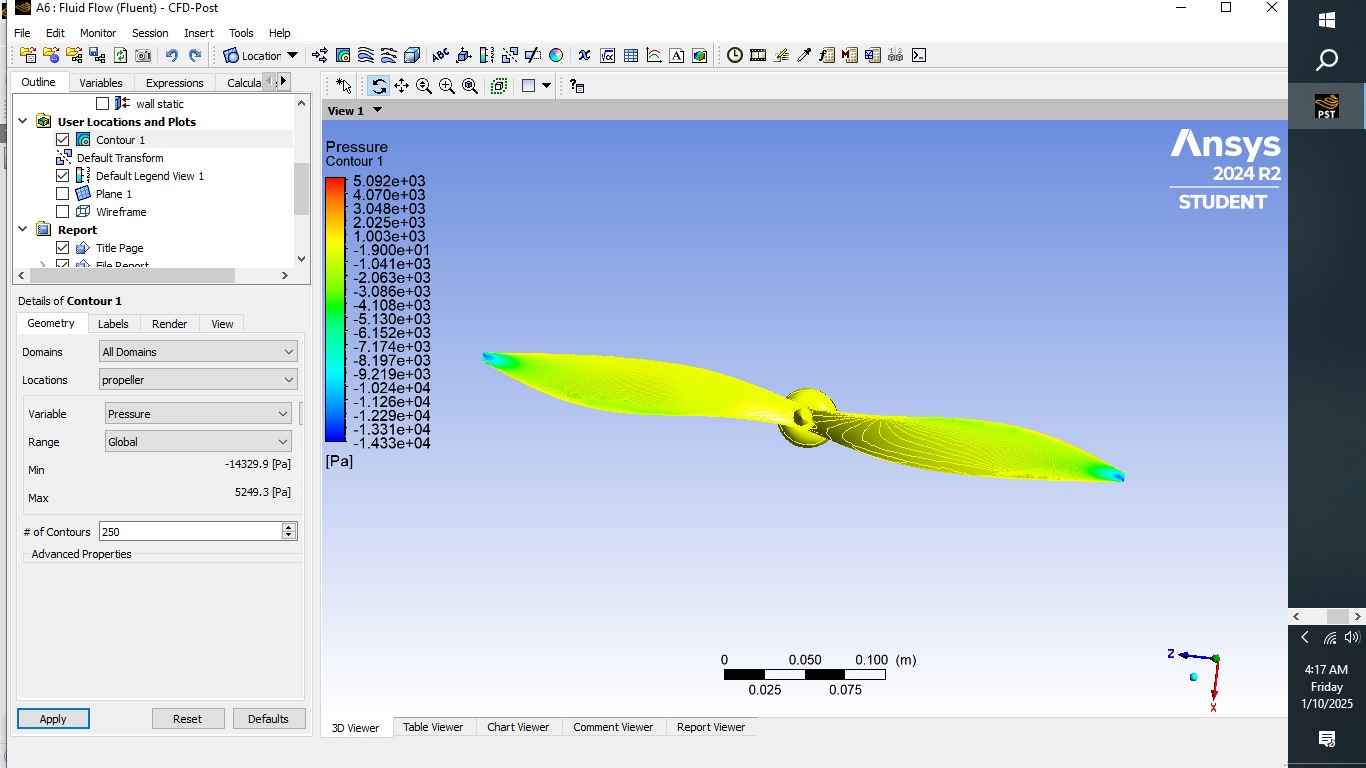 A6 : Fluid Flow (Fluent) - CFD-Post
File Edit Monitor Session Insert Tools Help
Location
ABC
Outline Variables Expressions Calcula
wall static
User Locations and Plots
Contour 1
Default Transform
Default Legend View 1
Plane 1
Wireframe
Report
Title Page
File Report
Details of Contour 1
Geometry Labels Render View
Domains All Domains
Locations propeller
Variable Pressure
Range Global
Min -14329.9 [Pa]
Max 5249.3 [Pa]
# of Contours 250
Advanced Properties
Apply Reset Defaults
View 1
Pressure
Contour 1
5.092e+03
4.070e+03
3.048e+03
2.025e+03
1.003e+03
-1.900e+01
-1.041e+03
-2.063e+03
-3.086e+03
-4.108e+03
-5.130e+03
-6.152e+03
-7.174e+03
-8.197e+03
-9.219e+03
-1.024e+04
-1.126e+04
-1.229e+04
-1.331e+04
-1.433e+04
[Pa]
Ansys
2024 R2
STUDENT
0 0.050 0.100 (m)
0.025 0.075
Z
X
3D Viewer Table Viewer Chart Viewer Comment Viewer Report Viewer
PST
4:17 AM
Friday
1/10/2025